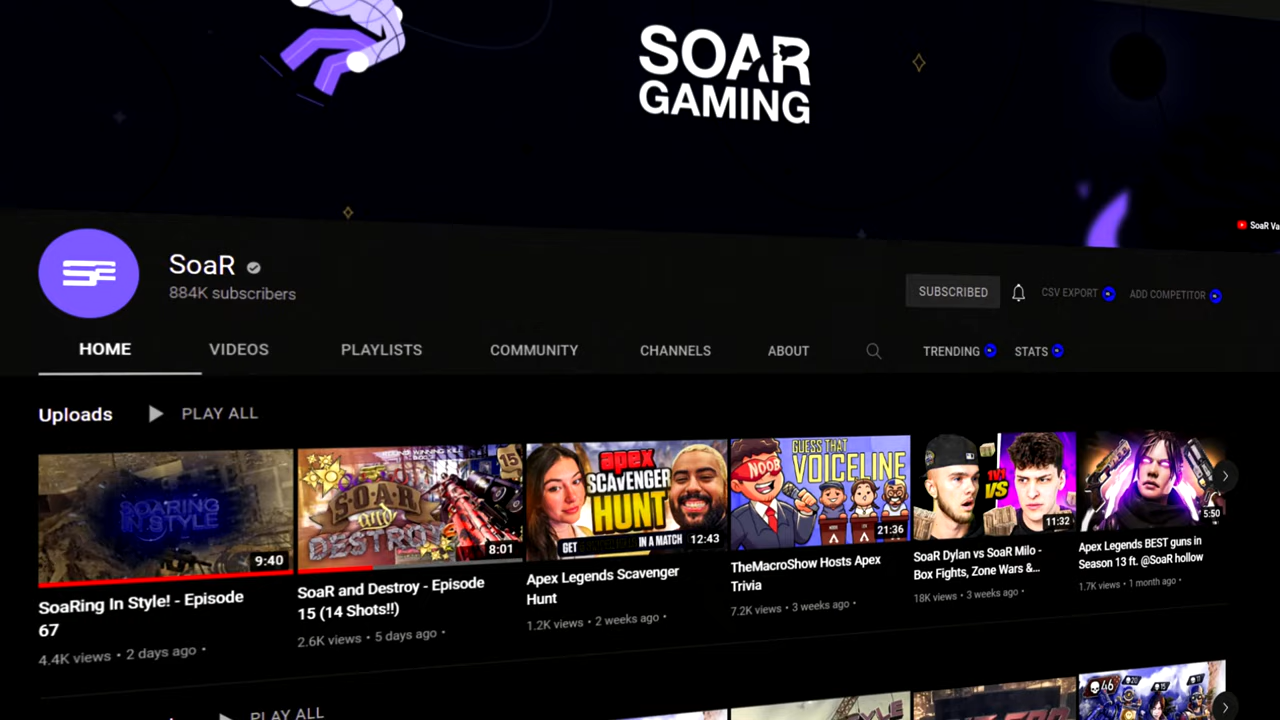 SOAR
GAMING
SoaR Va
SoaR
884K subscribers
SUBSCRIBED
CSV EXPORT
ADD COMPETITOR
HOME
VIDEOS
PLAYLISTS
COMMUNITY
CHANNELS
ABOUT
TRENDING
STATS
Uploads
PLAY ALL
SOARING
IN STYLE
9:40
15
SOAR
and
DESTROY
8:01
apex
SCAVENGER
HUNT
GET
IN A MATCH
12:43
GUESS THAT
VOICELINE
NOOB
21:36
1V1
VS
11:32
5:50
SoaRing In Style! - Episode
67
4.4K views • 2 days ago •
SoaR and Destroy - Episode
15 (14 Shots!!)
2.6K views • 5 days ago •
Apex Legends Scavenger
Hunt
1.2K views • 2 weeks ago •
TheMacroShow Hosts Apex
Trivia
7.2K views • 3 weeks ago •
SoaR Dylan vs SoaR Milo -
Box Fights, Zone Wars &...
18K views • 3 weeks ago •
Apex Legends BEST guns in
Season 13 ft. @SoaR hollow
1.7K views • 1 month ago •
PLAY ALL
46